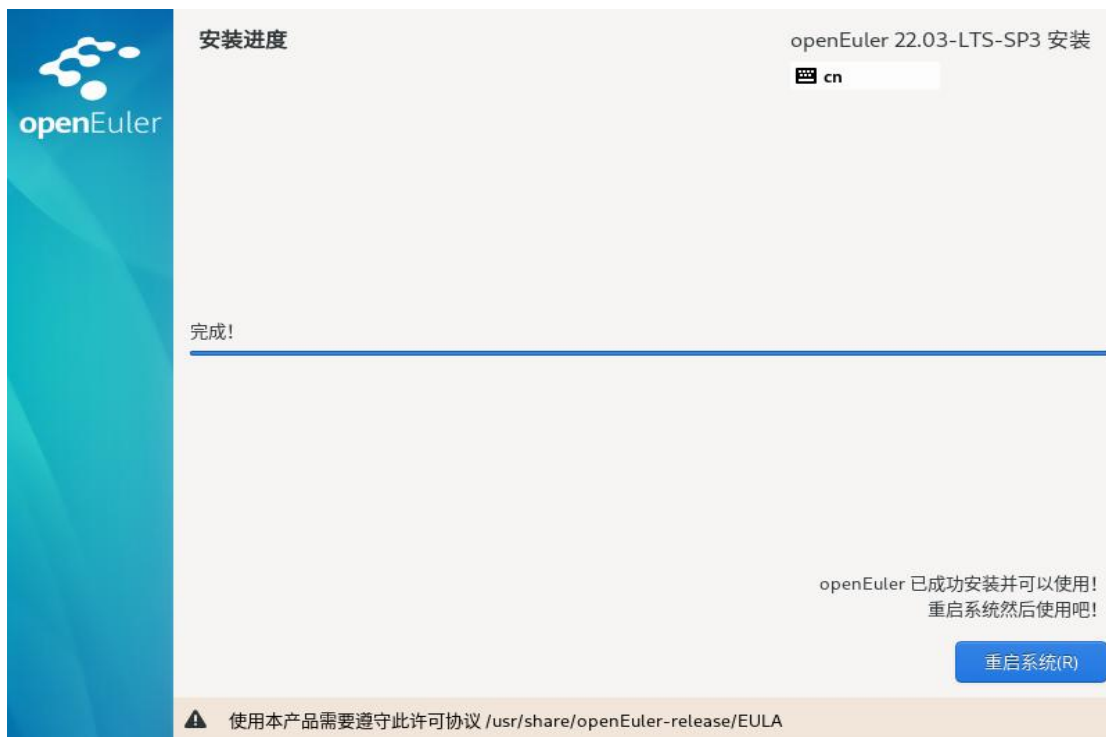 openEuler
安装进度
openEuler 22.03-LTS-SP3 安装
cn
完成!
openEuler 已成功安装并可以使用!
重启系统然后使用吧!
重启系统(R)
使用本产品需要遵守此许可协议 /usr/share/openEuler-release/EULA